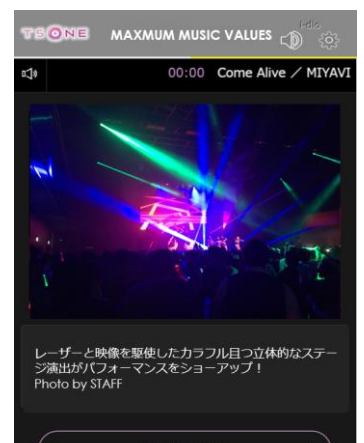 TSONE
MAXMUM MUSIC VALUES
i-dio
00:00 Come Alive ／ MIYAVI
レーザーと映像を駆使したカラフル且つ立体的なステー
ジ演出がパフォーマンスをショーアップ！
Photo by STAFF